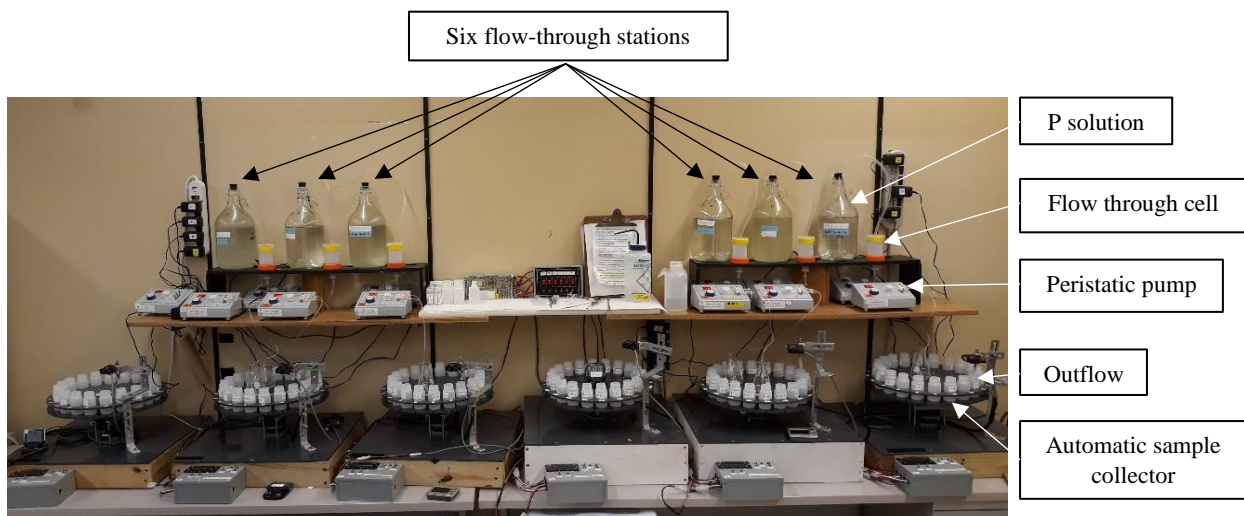 Six flow-through stations
P solution
Flow through cell
Peristatic pump
Outflow
Automatic sample
collector